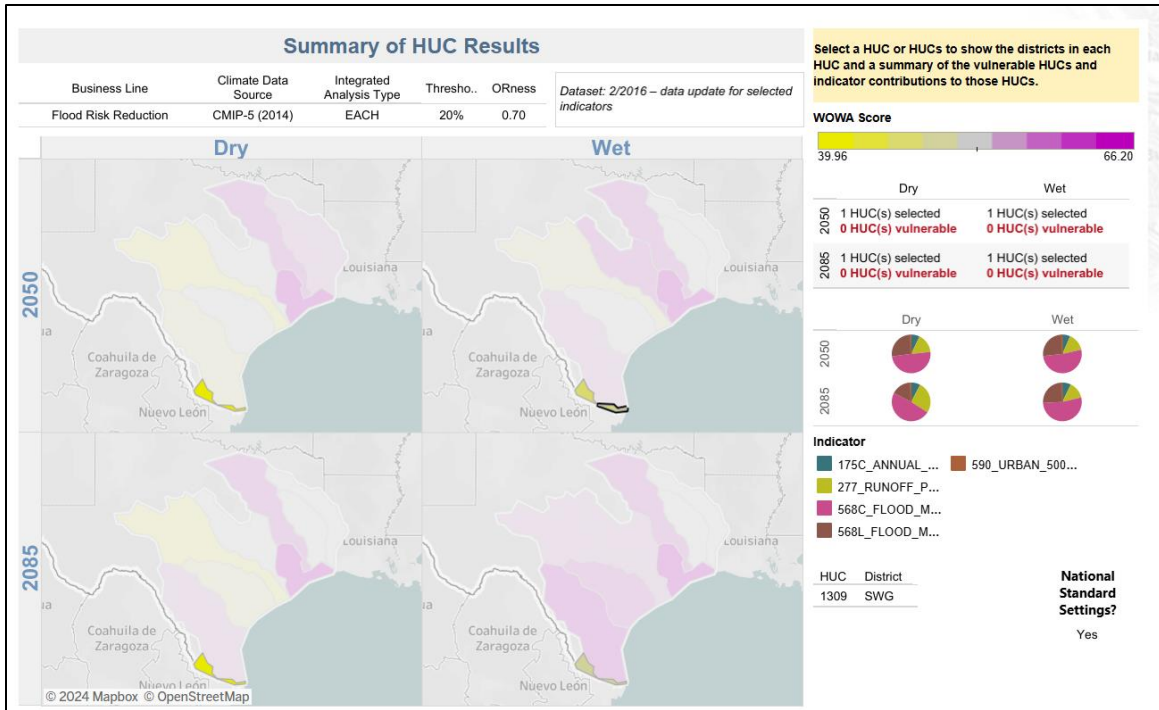 Summary of HUC Results
Business Line
Climate Data
Source
Integrated
Analysis Type
Thresho..
ORness
Flood Risk Reduction
CMIP-5 (2014)
EACH
20%
0.70
Dataset: 2/2016 – data update for selected
indicators
Select a HUC or HUCs to show the districts in each
HUC and a summary of the vulnerable HUCs and
indicator contributions to those HUCs.
WOWA Score
39.96
66.20
Dry
Wet
2050
Louisiana
Coahuila de
Zaragoza
Nuevo León
ua
Louisiana
Coahuila de
Zaragoza
Nuevo León
2085
Louisiana
Coahuila de
Zaragoza
Nuevo León
© 2024 Mapbox © OpenStreetMap
ua
Louisiana
Coahuila de
Zaragoza
Nuevo León
Dry
Wet
2050
1 HUC(s) selected
0 HUC(s) vulnerable
1 HUC(s) selected
0 HUC(s) vulnerable
2085
1 HUC(s) selected
0 HUC(s) vulnerable
1 HUC(s) selected
0 HUC(s) vulnerable
Dry
Wet
2050
2085
Indicator
175C_ANNUAL_...
590_URBAN_500...
277_RUNOFF_P...
568C_FLOOD_M...
568L_FLOOD_M...
HUC
District
1309
SWG
National
Standard
Settings?
Yes